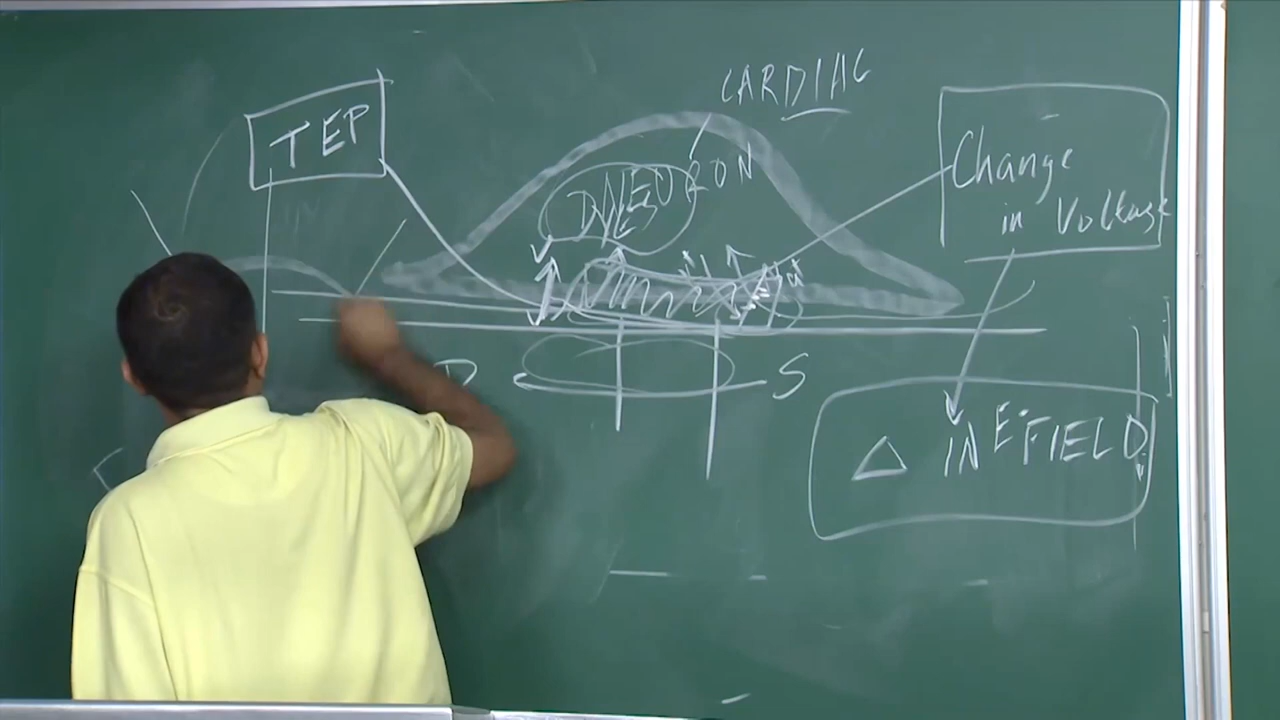 CARDIAC
TEP
NEURON
Change
in Voltage
D
S
Δ IN E-FIELD